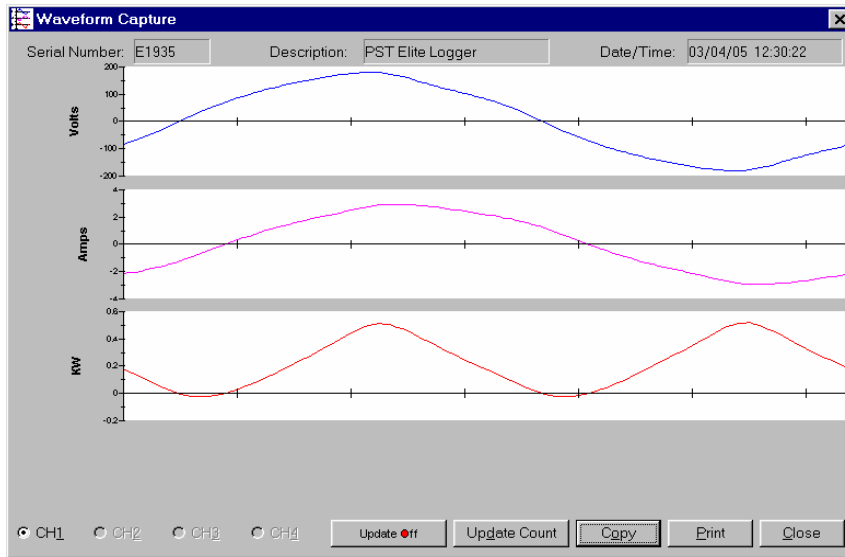 Waveform Capture
Serial Number: E1935 Description: PST Elite Logger Date/Time: 03/04/05 12:30:22
200
100
Volts
0
-100
-200
4
2
Amps
0
-2
-4
0.6
0.4
KW
0.2
0
-0.2
CH1 CH2 CH3 CH4 Update Off Update Count Copy Print Close